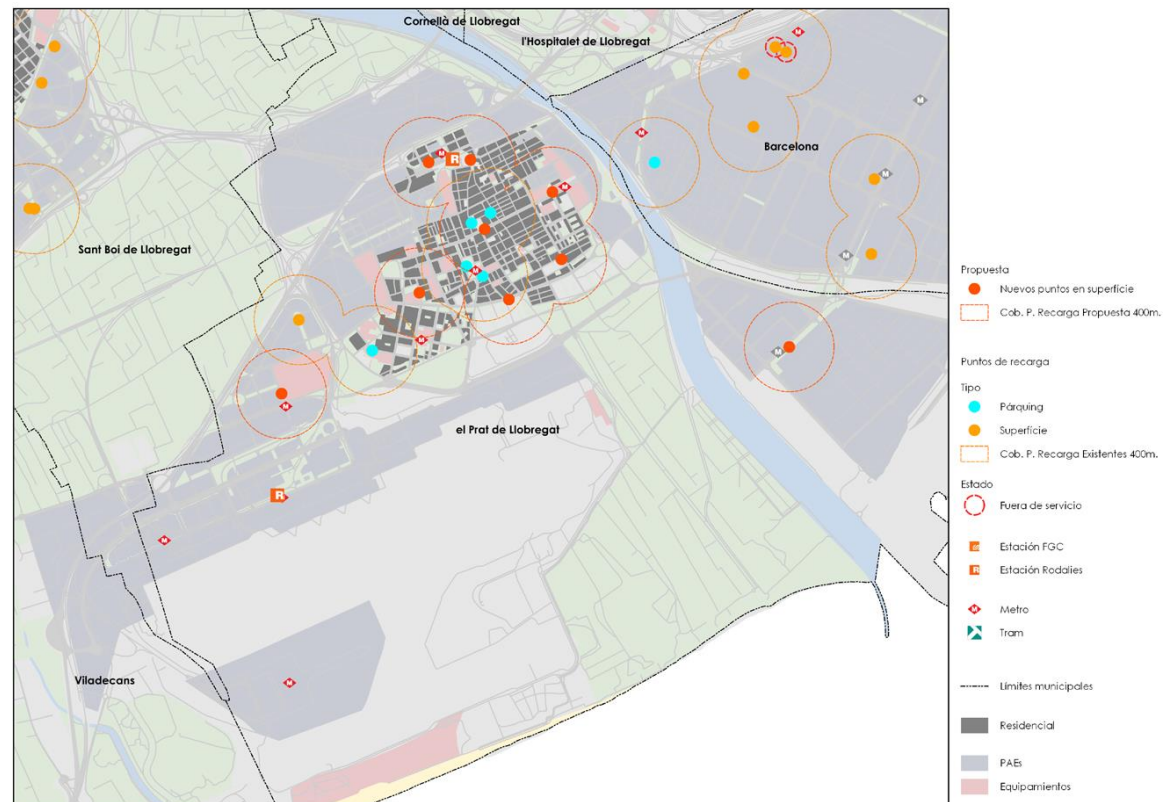 Cornellà de Llobregat
l'Hospitalet de Llobregat
Barcelona
Sant Boi de Llobregat
el Prat de Llobregat
Viladecans
M
M
M
M
M
M
R
M
M
M
M
M
M
R
M
M
M
Propuesta
Nuevos puntos en superficie
Cob. P. Recarga Propuesta 400m.
Puntos de recarga
Tipo
Párquing
Superficie
Cob. P. Recarga Existentes 400m.
Estado
Fuera de servicio
Estación FGC
R Estación Rodalies
M Metro
Tram
Límites municipales
Residencial
PAEs
Equipamientos